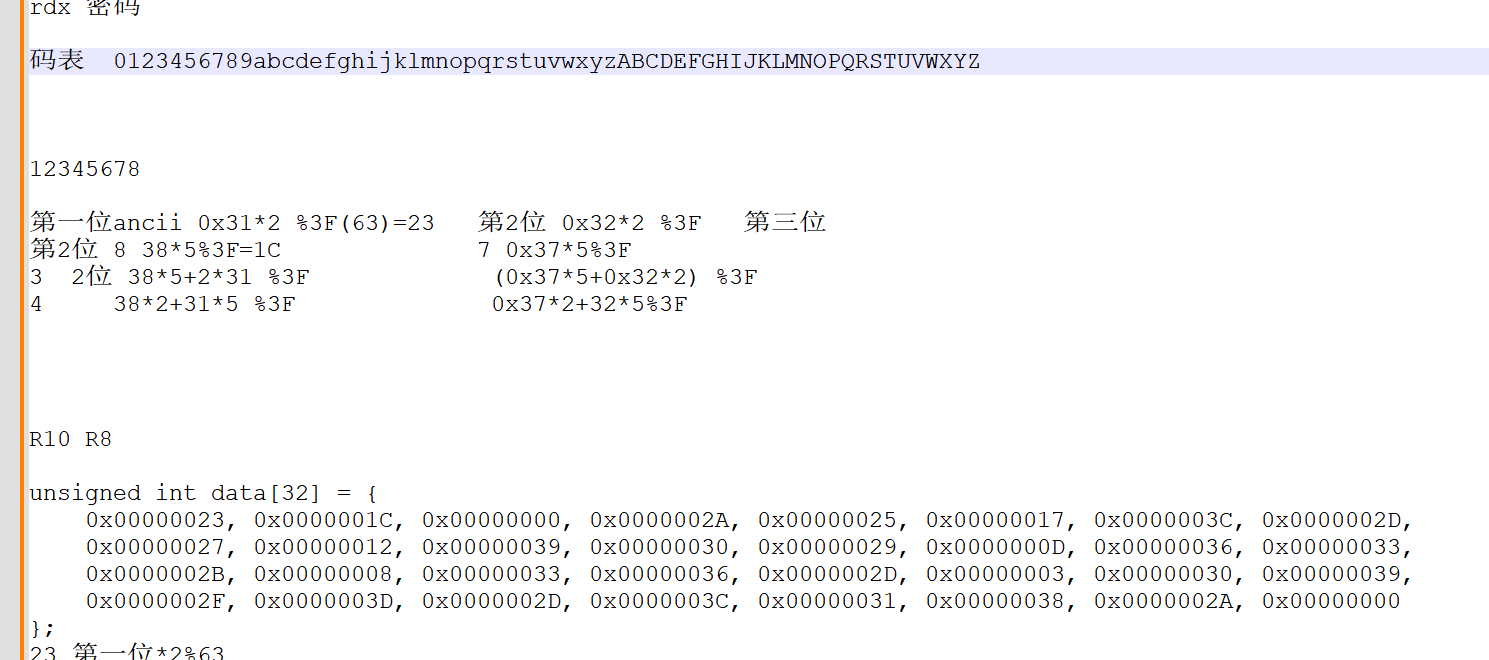 rdx 密码
码表  0123456789abcdefghijklmnopqrstuvwxyzABCDEFGHIJKLMNOPQRSTUVWXYZ
12345678
第一位ancii 0x31*2 %3F(63)=23   第2位 0x32*2 %3F   第三位
第2位 8 38*5%3F=1C              7 0x37*5%3F
3  2位 38*5+2*31 %3F             (0x37*5+0x32*2) %3F
4     38*2+31*5 %3F              0x37*2+32*5%3F
R10 R8
unsigned int data[32] = {
    0x00000023, 0x0000001C, 0x00000000, 0x0000002A, 0x00000025, 0x00000017, 0x0000003C, 0x0000002D,
    0x00000027, 0x00000012, 0x00000039, 0x00000030, 0x00000029, 0x0000000D, 0x00000036, 0x00000033,
    0x0000002B, 0x00000008, 0x00000033, 0x00000036, 0x0000002D, 0x00000003, 0x00000030, 0x00000039,
    0x0000002F, 0x0000003D, 0x0000002D, 0x0000003C, 0x00000031, 0x00000038, 0x0000002A, 0x00000000
};
23 第一位*2%63